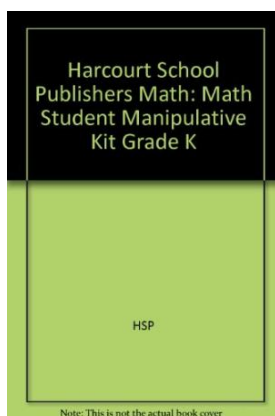 Harcourt School
Publishers Math: Math
Student Manipulative
Kit Grade K
HSP
Note: This is not the actual book cover